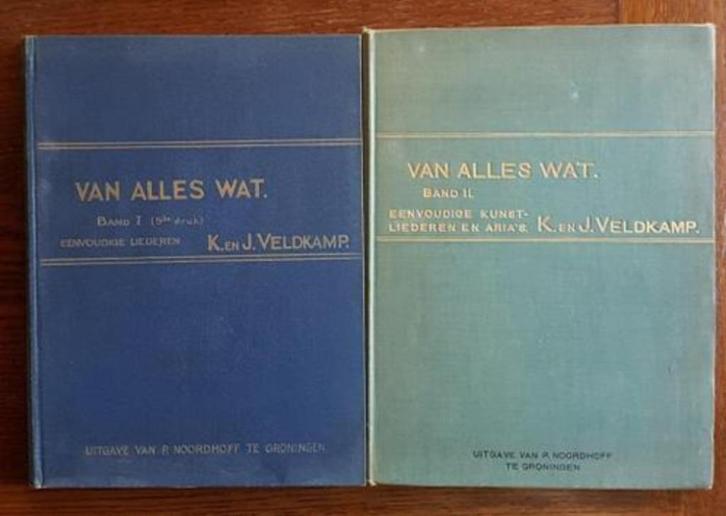 VAN ALLES WAT.
BAND I (5de druk)
EENVOUDIGE LIEDEREN K. EN J. VELDKAMP.
UITGAVE VAN P. NOORDHOFF TE GRONINGEN
VAN ALLES WAT.
BAND II.
EENVOUDIGE KUNST-
LIEDEREN EN ARIA'S. K. EN J. VELDKAMP.
UITGAVE VAN P. NOORDHOFF
TE GRONINGEN